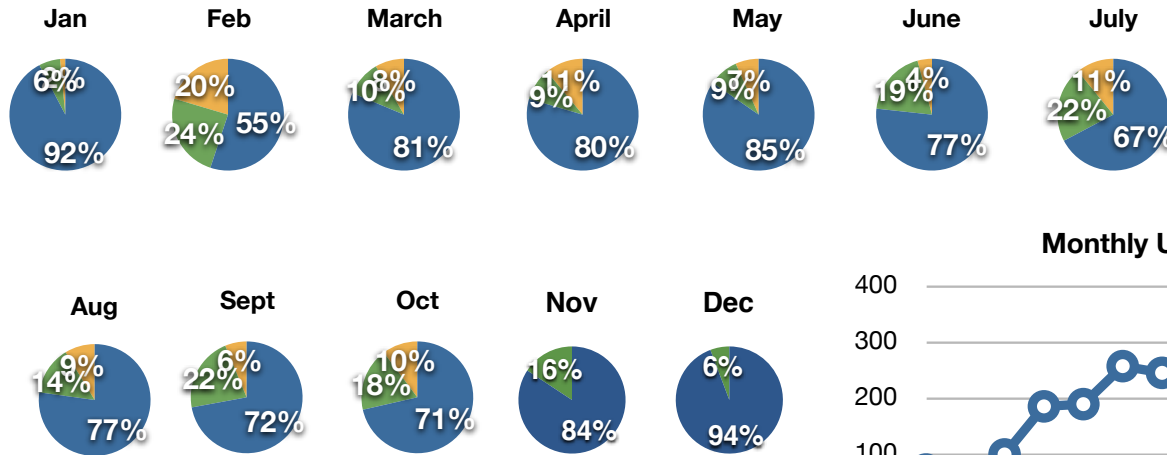 Jan Feb March April May June July
6% 2% 20% 24% 55% 10% 8% 9% 11% 9% 7% 19% 4% 22% 11%
92% 81% 80% 85% 77% 67%
Monthly U
Aug Sept Oct Nov Dec
400
300
200
100
14% 9% 22% 6% 18% 10% 16% 6%
77% 72% 71% 84% 94%